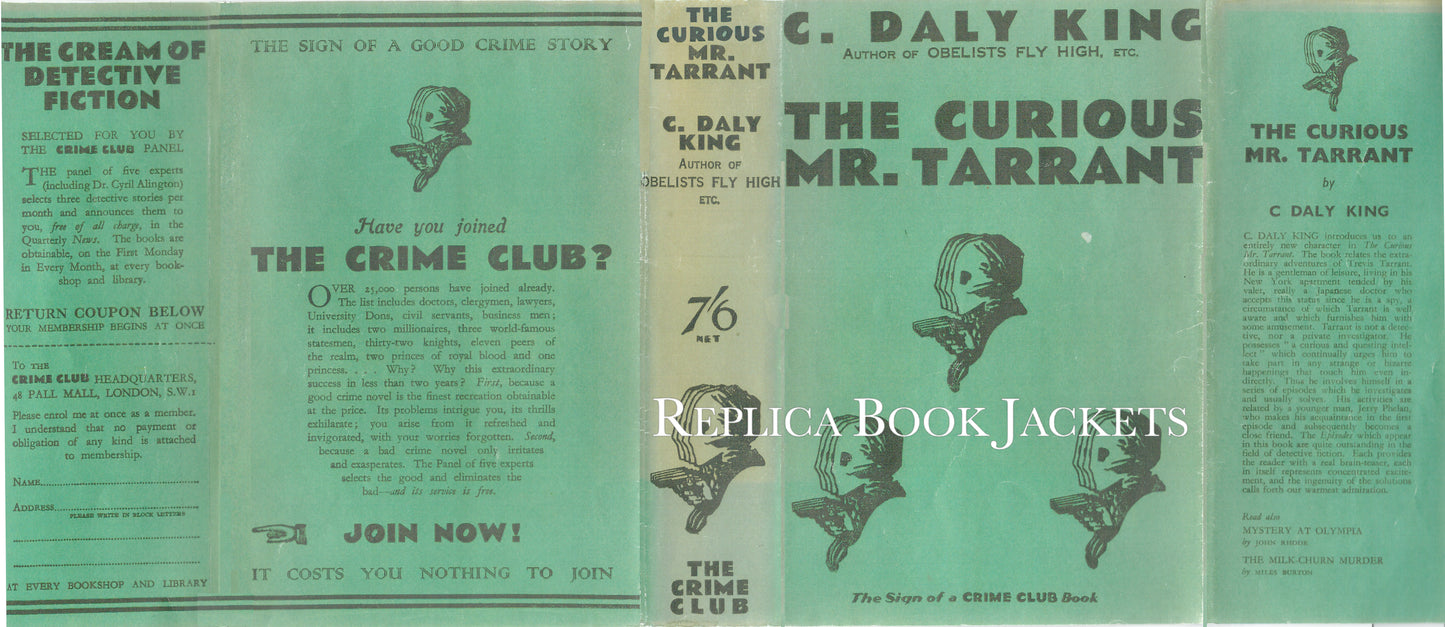 THE CREAM OF
DETECTIVE
FICTION
SELECTED FOR YOU BY
THE CRIME CLUB PANEL
THE panel of five experts
(including Dr. Cyril Alington)
selects three detective stories per
month and announces them to
you, free of all charge, in the
Quarterly News. The books are
obtainable, on the First Monday
in Every Month, at every book-
shop and library.
RETURN COUPON BELOW
YOUR MEMBERSHIP BEGINS AT ONCE
TO THE
CRIME CLUB HEADQUARTERS,
48 PALL MALL, LONDON, S.W.1
Please enrol me at once as a member.
I understand that no payment or
obligation of any kind is attached
to membership.
NAME
ADDRESS
PLEASE WRITE IN BLOCK LETTERS
AT EVERY BOOKSHOP AND LIBRARY
THE SIGN OF A GOOD CRIME STORY
Have you joined
THE CRIME CLUB?
OVER 25,000 persons have joined already.
The list includes doctors, clergymen, lawyers,
University Dons, civil servants, business men;
it includes two millionaires, three world-famous
statesmen, thirty-two knights, eleven peers of
the realm, two princes of royal blood and one
princess. . . . Why? Why this extraordinary
success in less than two years? First, because a
good crime novel is the finest recreation obtainable
at the price. Its problems intrigue you, its thrills
exhilarate; you arise from it refreshed and
invigorated, with your worries forgotten. Second,
because a bad crime novel only irritates
and exasperates. The Panel of five experts
selects the good and eliminates the
bad—and its service is free.
JOIN NOW!
IT COSTS YOU NOTHING TO JOIN
THE
CURIOUS
MR.
TARRANT
C. DALY
KING
AUTHOR OF
OBELISTS FLY HIGH
ETC.
7/6
NET
THE
CRIME
CLUB
C. DALY KING
AUTHOR OF OBELISTS FLY HIGH, ETC.
THE CURIOUS
MR. TARRANT
REPLICA BOOK JACKETS
The Sign of a CRIME CLUB Book
THE CURIOUS
MR. TARRANT
by
C DALY KING
C. DALY KING introduces us to an
entirely new character in The Curious
Mr. Tarrant. The book relates the extra-
ordinary adventures of Trevis Tarrant.
He is a gentleman of leisure, living in his
New York apartment tended by his
valet, really a Japanese doctor who
accepts this status since he is a spy, a
circumstance of which Tarrant is well
aware and which furnishes him with
some amusement. Tarrant is not a detec-
tive, nor a private investigator. He
possesses "a curious and questing intel-
lect" which continually urges him to
take part in any strange or bizarre
happenings that touch him even in-
directly. Thus he involves himself in a
series of episodes which he investigates
and usually solves. His activities are
related by a younger man, Jerry Phelan,
who makes his acquaintance in the first
episode and subsequently becomes a
close friend. The Episodes which appear
in this book are quite outstanding in the
field of detective fiction. Each provides
the reader with a real brain-teaser, each
in itself represents concentrated excite-
ment, and the ingenuity of the solutions
calls forth our warmest admiration.
Read also
MYSTERY AT OLYMPIA
by JOHN RHODE
THE MILK-CHURN MURDER
by MILES BURTON